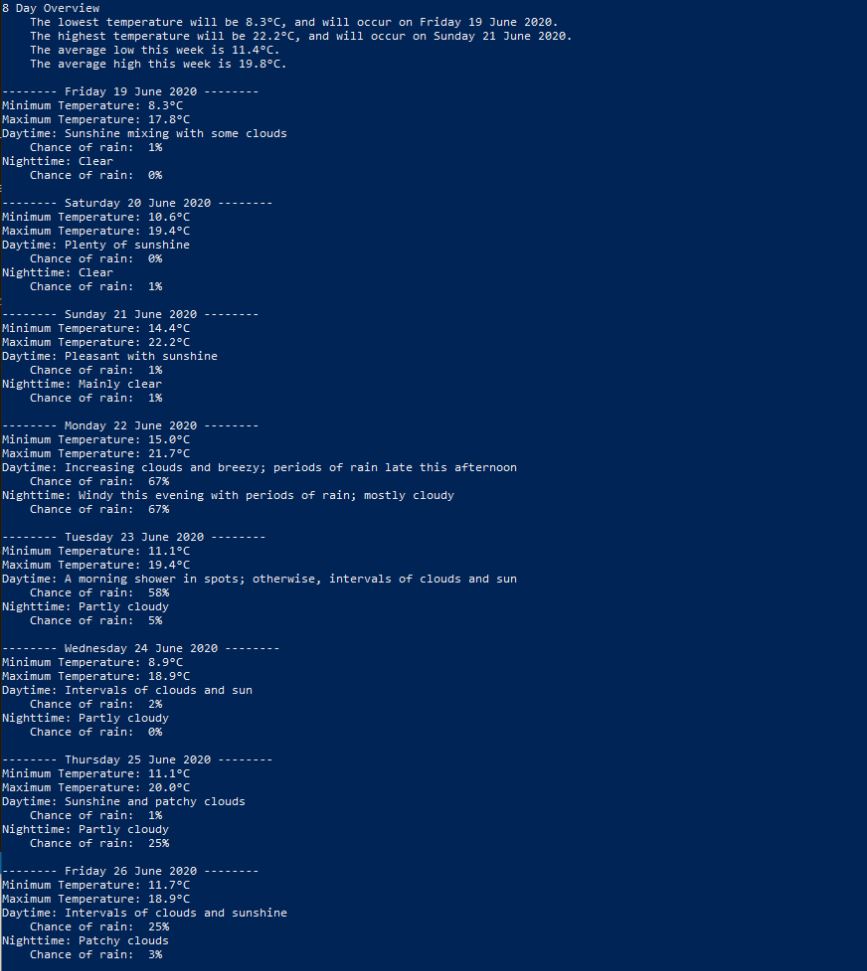 8 Day Overview
    The lowest temperature will be 8.3°C, and will occur on Friday 19 June 2020.
    The highest temperature will be 22.2°C, and will occur on Sunday 21 June 2020.
    The average low this week is 11.4°C.
    The average high this week is 19.8°C.

-------- Friday 19 June 2020 --------
Minimum Temperature: 8.3°C
Maximum Temperature: 17.8°C
Daytime: Sunshine mixing with some clouds
    Chance of rain:  1%
Nighttime: Clear
    Chance of rain:  0%

-------- Saturday 20 June 2020 --------
Minimum Temperature: 10.6°C
Maximum Temperature: 19.4°C
Daytime: Plenty of sunshine
    Chance of rain:  0%
Nighttime: Clear
    Chance of rain:  1%

-------- Sunday 21 June 2020 --------
Minimum Temperature: 14.4°C
Maximum Temperature: 22.2°C
Daytime: Pleasant with sunshine
    Chance of rain:  1%
Nighttime: Mainly clear
    Chance of rain:  1%

-------- Monday 22 June 2020 --------
Minimum Temperature: 15.0°C
Maximum Temperature: 21.7°C
Daytime: Increasing clouds and breezy; periods of rain late this afternoon
    Chance of rain:  67%
Nighttime: Windy this evening with periods of rain; mostly cloudy
    Chance of rain:  67%

-------- Tuesday 23 June 2020 --------
Minimum Temperature: 11.1°C
Maximum Temperature: 19.4°C
Daytime: A morning shower in spots; otherwise, intervals of clouds and sun
    Chance of rain:  58%
Nighttime: Partly cloudy
    Chance of rain:  5%

-------- Wednesday 24 June 2020 --------
Minimum Temperature: 8.9°C
Maximum Temperature: 18.9°C
Daytime: Intervals of clouds and sun
    Chance of rain:  2%
Nighttime: Partly cloudy
    Chance of rain:  0%

-------- Thursday 25 June 2020 --------
Minimum Temperature: 11.1°C
Maximum Temperature: 20.0°C
Daytime: Sunshine and patchy clouds
    Chance of rain:  1%
Nighttime: Partly cloudy
    Chance of rain:  25%

-------- Friday 26 June 2020 --------
Minimum Temperature: 11.7°C
Maximum Temperature: 18.9°C
Daytime: Intervals of clouds and sunshine
    Chance of rain:  25%
Nighttime: Patchy clouds
    Chance of rain:  3%